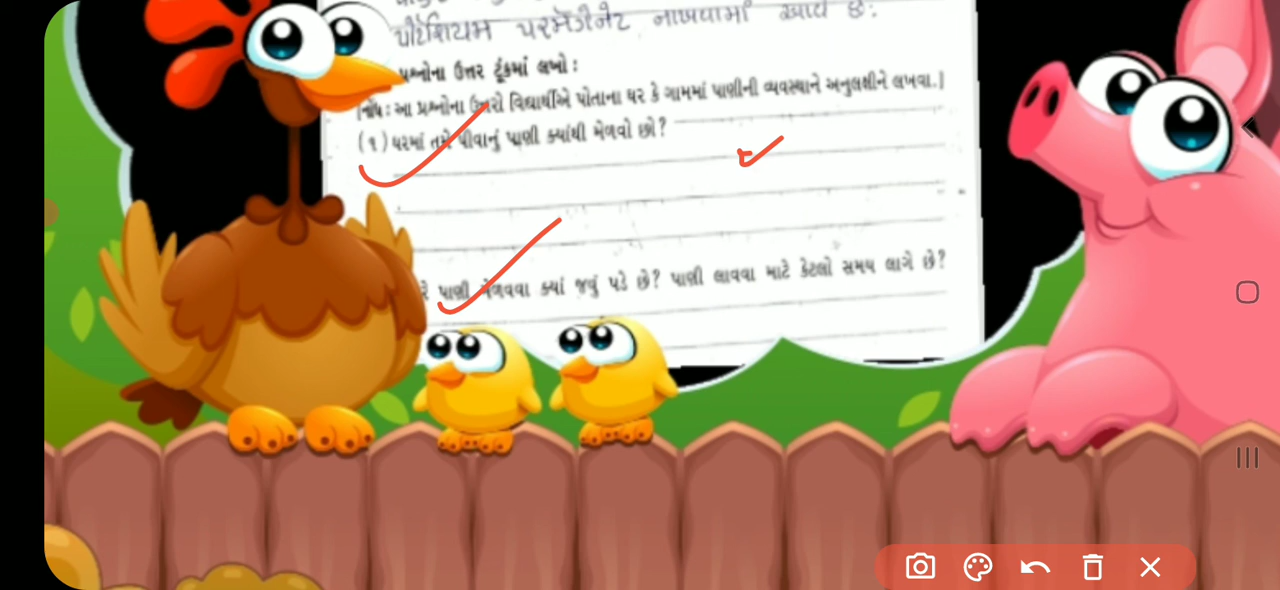 પોટેશિયમ પરમેંગેનેટ નાખવામાં આવે છે.
પ્રશ્નોના ઉત્તર ટૂંકમાં લખો :
[નોંધ : આ પ્રશ્નોના ઉત્તરો વિદ્યાર્થીએ પોતાના ઘર કે ગામમાં પાણીની વ્યવસ્થાને અનુલક્ષીને લખવા.]
(૧) ઘરમાં તમે પીવાનું પાણી ક્યાંથી મેળવો છો?
પાણી મેળવવા ક્યાં જવું પડે છે? પાણી લાવવા માટે કેટલો સમય લાગે છે?